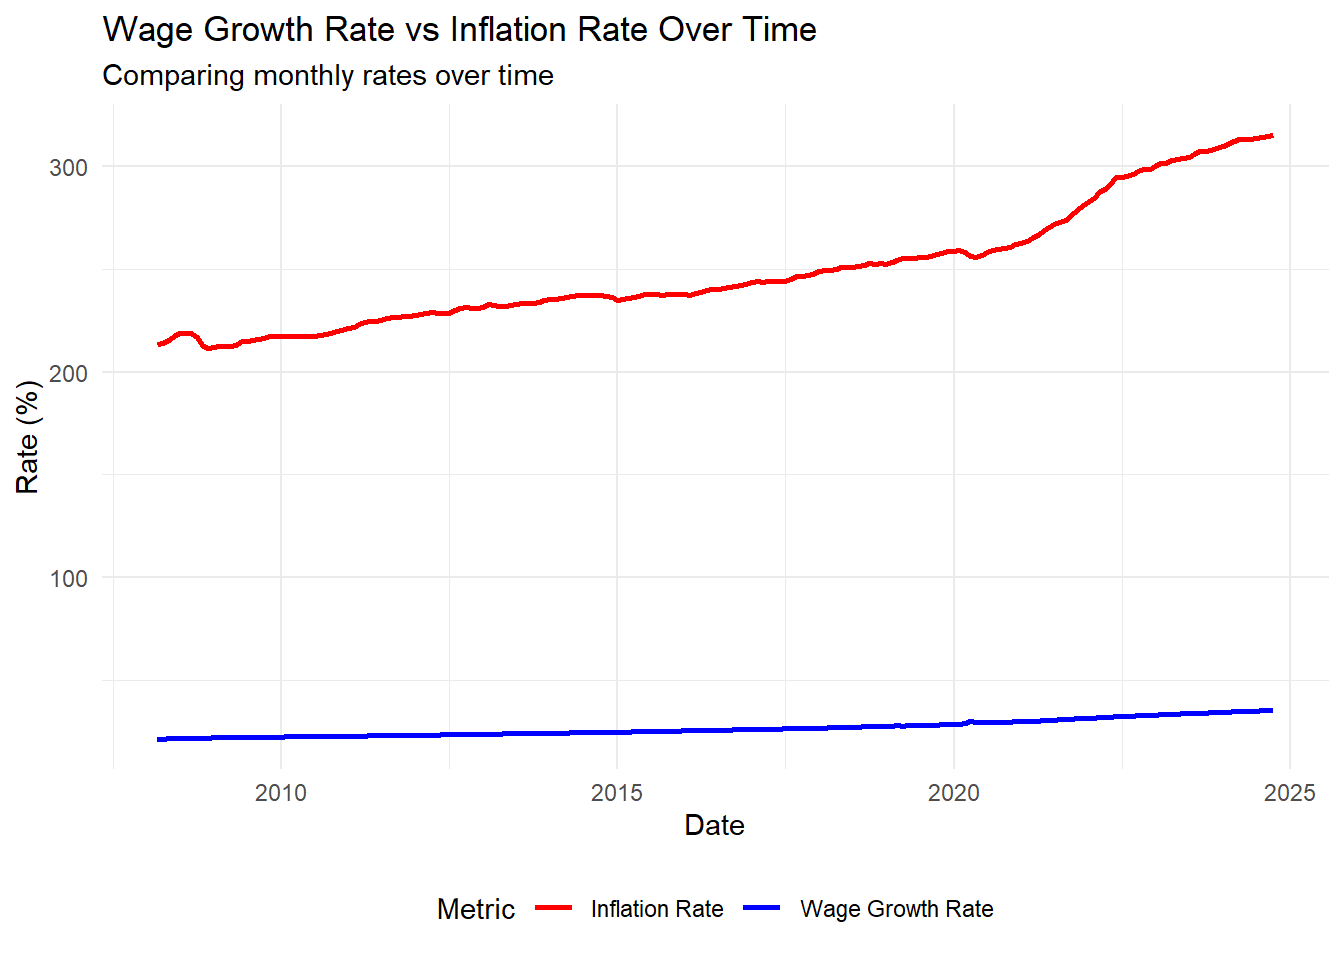 Wage Growth Rate vs Inflation Rate Over Time
Comparing monthly rates over time
300
200
100
Rate (%)
2010 2015 2020 2025
Date
Metric Inflation Rate Wage Growth Rate